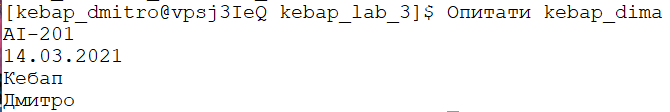 [kebap_dmitro@vpsj3IeQ kebap_lab_3]$ Опитати kebap_dima
AI-201
14.03.2021
Кебап
Дмитро